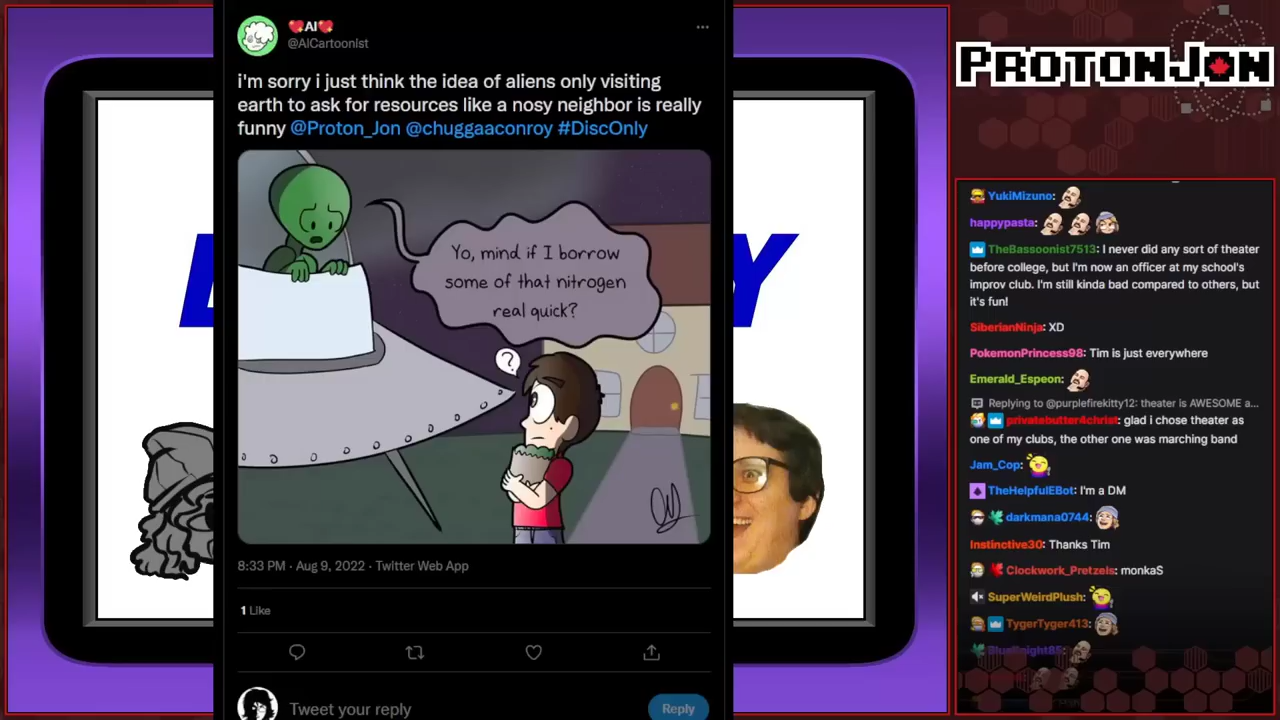 💖AI💖
@AICartoonist
i'm sorry i just think the idea of aliens only visiting
earth to ask for resources like a nosy neighbor is really
funny @Proton_Jon @chuggaaconroy #DiscOnly
Yo, mind if I borrow
some of that nitrogen
real quick?
?
8:33 PM · Aug 9, 2022 · Twitter Web App
1 Like
Tweet your reply
Reply
Y
PROTONJON
YukiMizuno:
happypasta:
TheBassoonist7513: I never did any sort of theater
before college, but I'm now an officer at my school's
improv club. I'm still kinda bad compared to others, but
it's fun!
SiberianNinja: XD
PokemonPrincess98: Tim is just everywhere
Emerald_Espeon:
Replying to @purplefirekitty12: theater is AWESOME a...
privatebutter4christ: glad i chose theater as
one of my clubs, the other one was marching band
Jam_Cop:
TheHelpfulEBot: I'm a DM
darkmana0744:
Instinctive30: Thanks Tim
Clockwork_Pretzels: monkaS
SuperWeirdPlush:
TygerTyger413:
BlueKnight85: